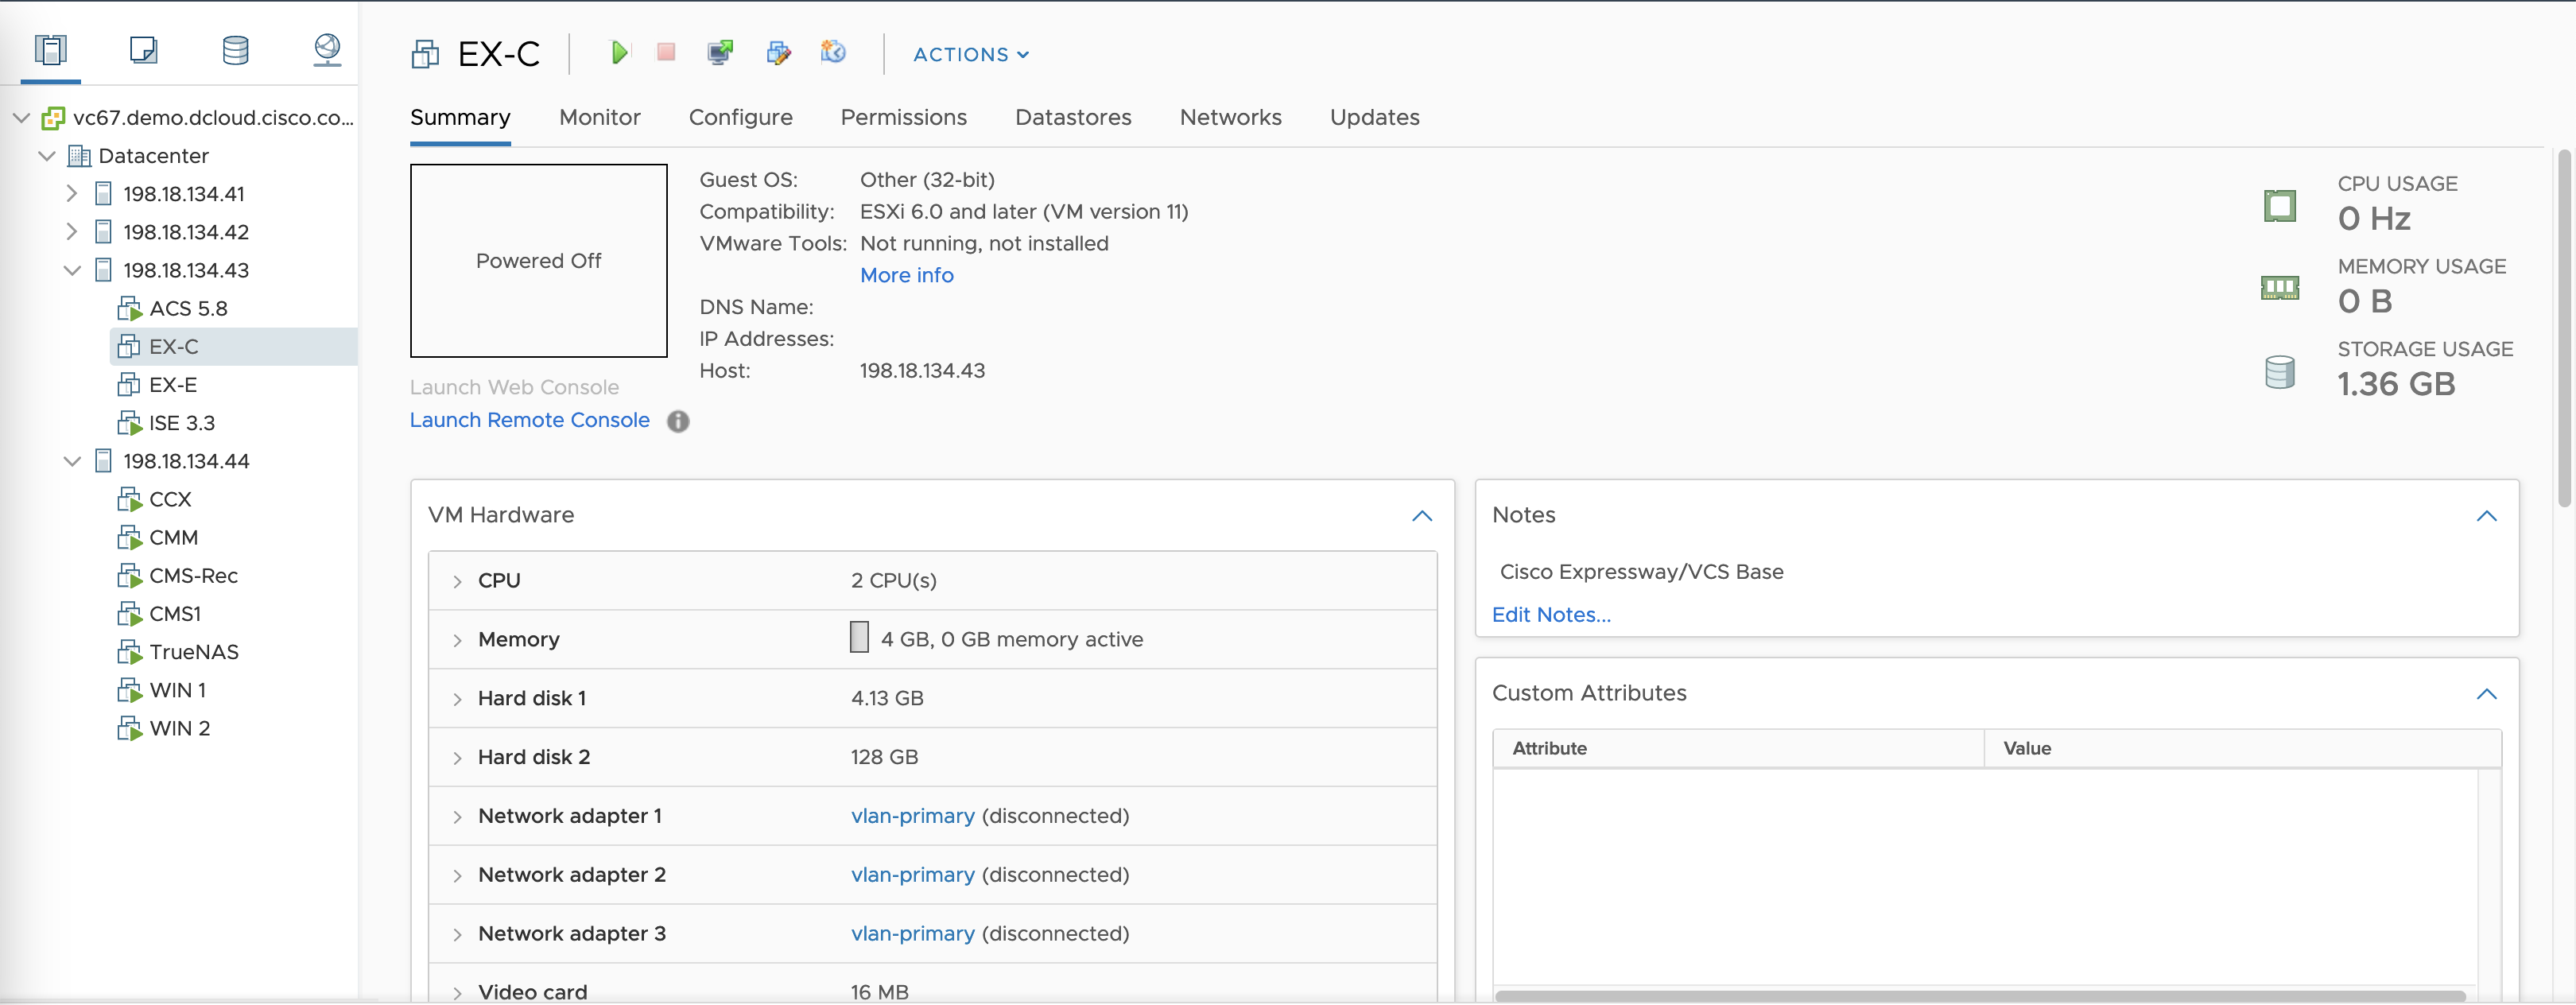 vc67.demo.dcloud.cisco.co...
Datacenter
198.18.134.41
198.18.134.42
198.18.134.43
ACS 5.8
EX-C
EX-E
ISE 3.3
198.18.134.44
CCX
CMM
CMS-Rec
CMS1
TrueNAS
WIN 1
WIN 2
EX-C
ACTIONS
Summary Monitor Configure Permissions Datastores Networks Updates
Powered Off
Launch Web Console
Launch Remote Console
Guest OS: Other (32-bit)
Compatibility: ESXi 6.0 and later (VM version 11)
VMware Tools: Not running, not installed
More info
DNS Name:
IP Addresses:
Host: 198.18.134.43
CPU USAGE
0 Hz
MEMORY USAGE
0 B
STORAGE USAGE
1.36 GB
VM Hardware
CPU 2 CPU(s)
Memory 4 GB, 0 GB memory active
Hard disk 1 4.13 GB
Hard disk 2 128 GB
Network adapter 1 vlan-primary (disconnected)
Network adapter 2 vlan-primary (disconnected)
Network adapter 3 vlan-primary (disconnected)
Video card 16 MB
Notes
Cisco Expressway/VCS Base
Edit Notes...
Custom Attributes
Attribute Value